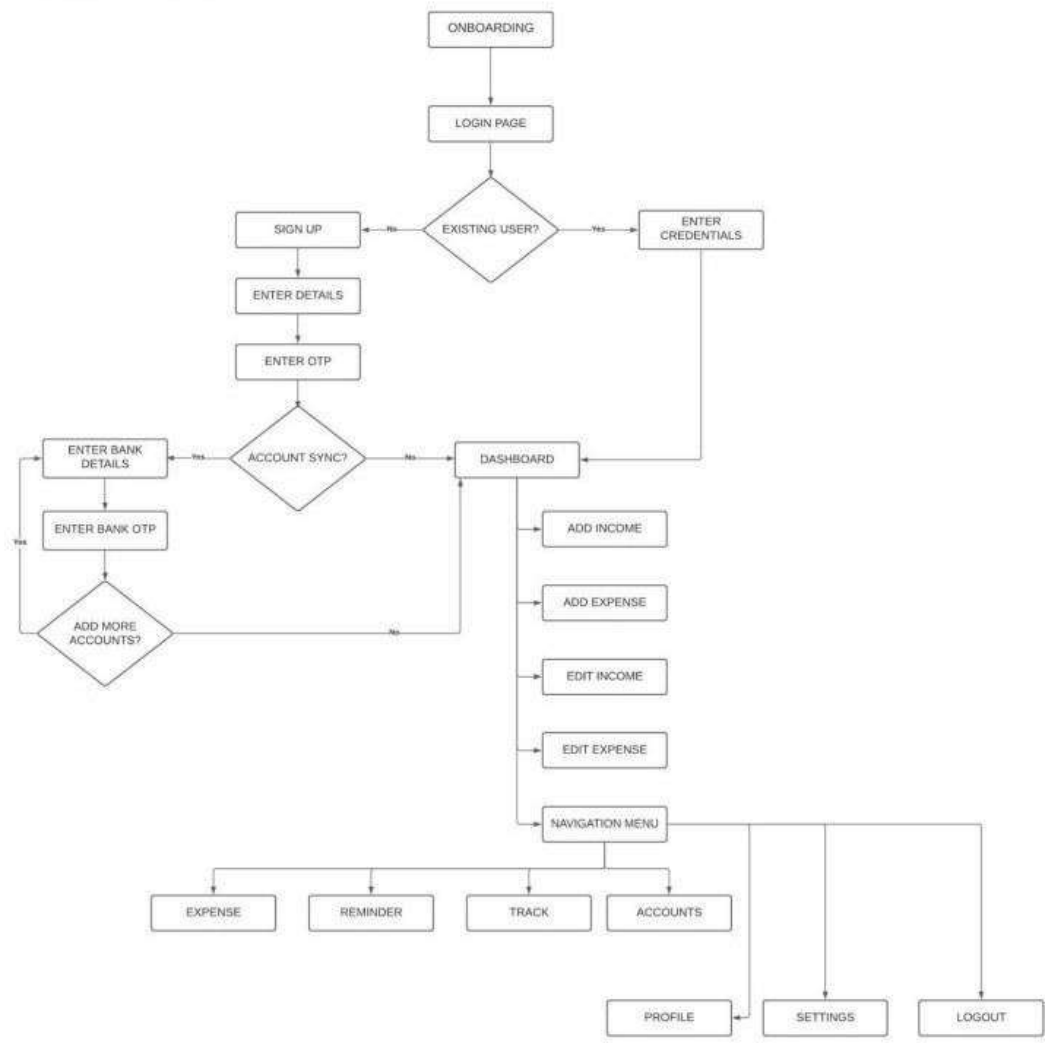 ONBOARDING
LOGIN PAGE
EXISTING USER?
No
Yes
SIGN UP
ENTER
CREDENTIALS
ENTER DETAILS
ENTER OTP
ACCOUNT SYNC?
Yes
No
ENTER BANK
DETAILS
DASHBOARD
ENTER BANK OTP
Yes
ADD MORE
ACCOUNTS?
No
ADD INCOME
ADD EXPENSE
EDIT INCOME
EDIT EXPENSE
NAVIGATION MENU
EXPENSE
REMINDER
TRACK
ACCOUNTS
PROFILE
SETTINGS
LOGOUT